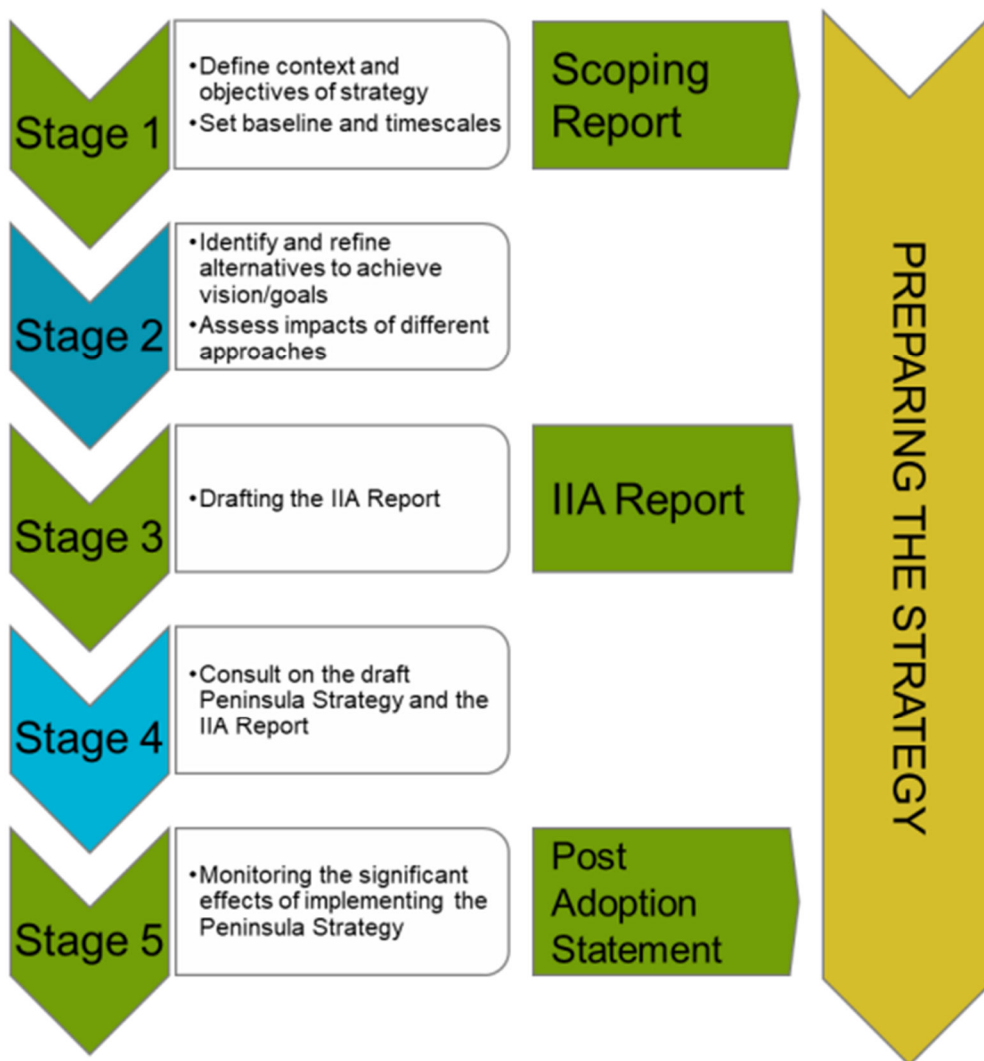 Stage 1
•Define context and
objectives of strategy
•Set baseline and timescales
Scoping
Report
Stage 2
•Identify and refine
alternatives to achieve
vision/goals
•Assess impacts of different
approaches
Stage 3
•Drafting the IIA Report
IIA Report
Stage 4
•Consult on the draft
Peninsula Strategy and the
IIA Report
Stage 5
•Monitoring the significant
effects of implementing the
Peninsula Strategy
Post
Adoption
Statement
PREPARING THE STRATEGY